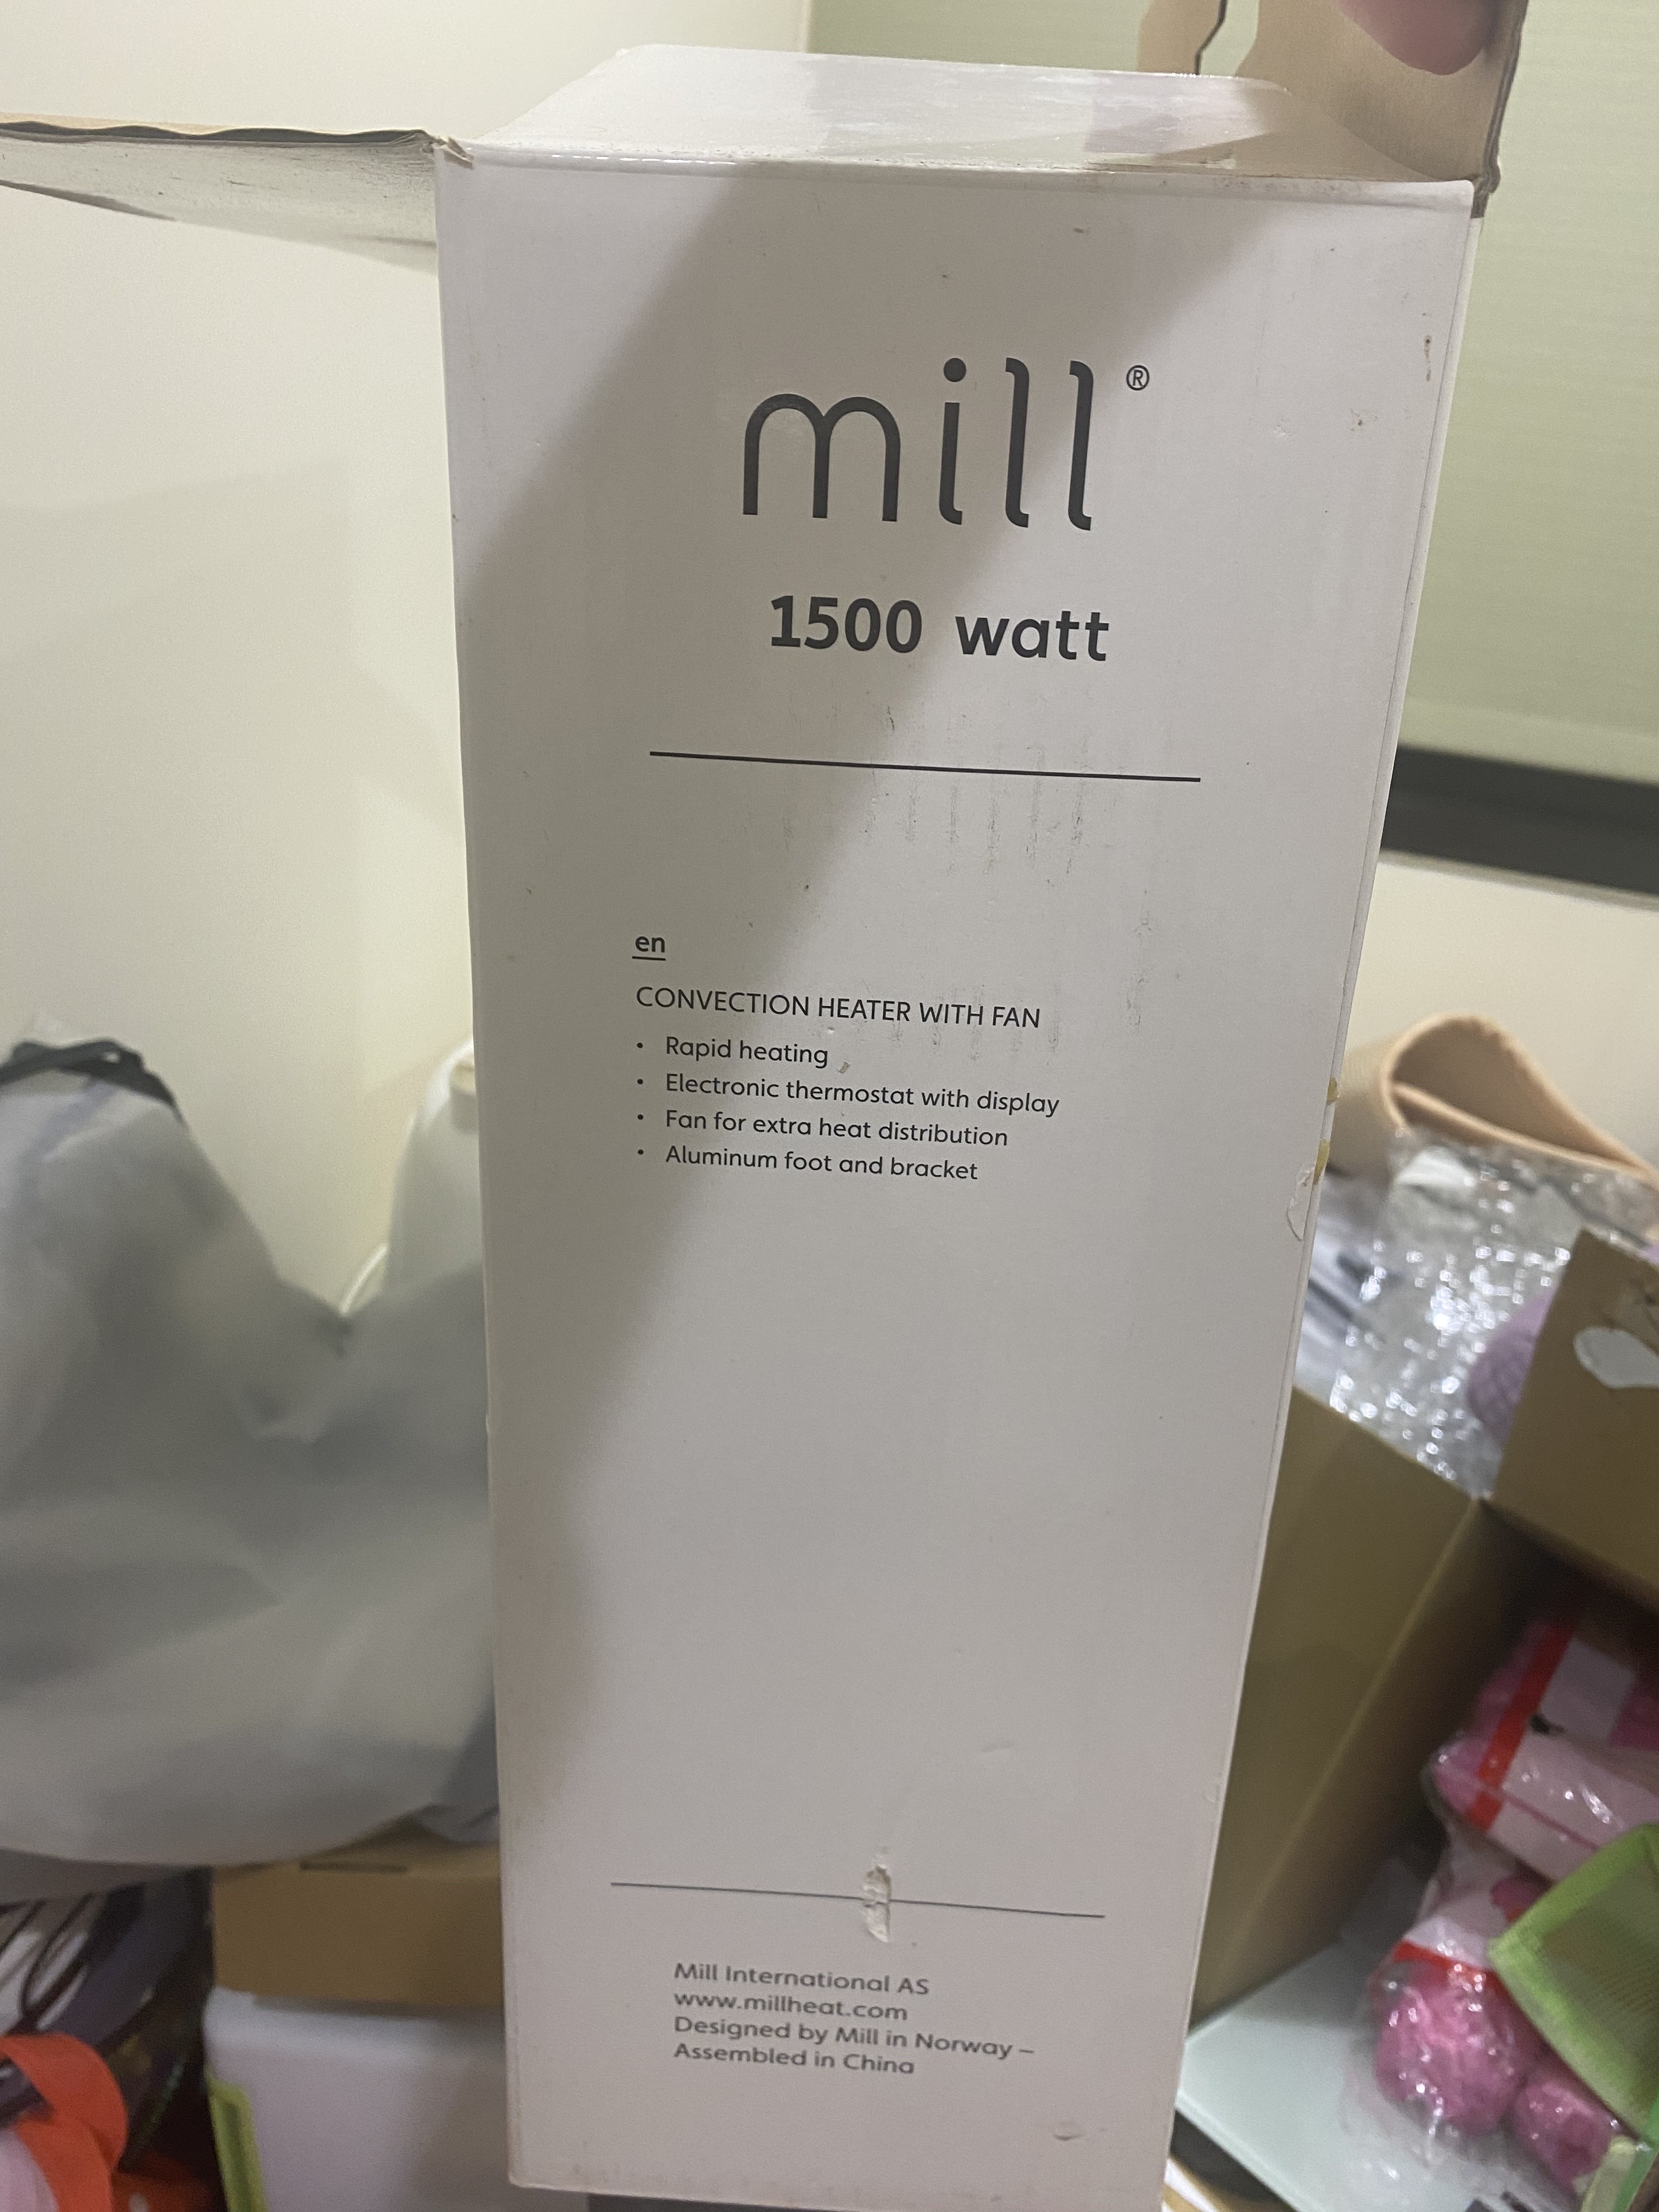 mill®
1500 watt
en
CONVECTION HEATER WITH FAN
• Rapid heating
• Electronic thermostat with display
• Fan for extra heat distribution
• Aluminum foot and bracket
Mill International AS
www.millheat.com
Designed by Mill in Norway –
Assembled in China